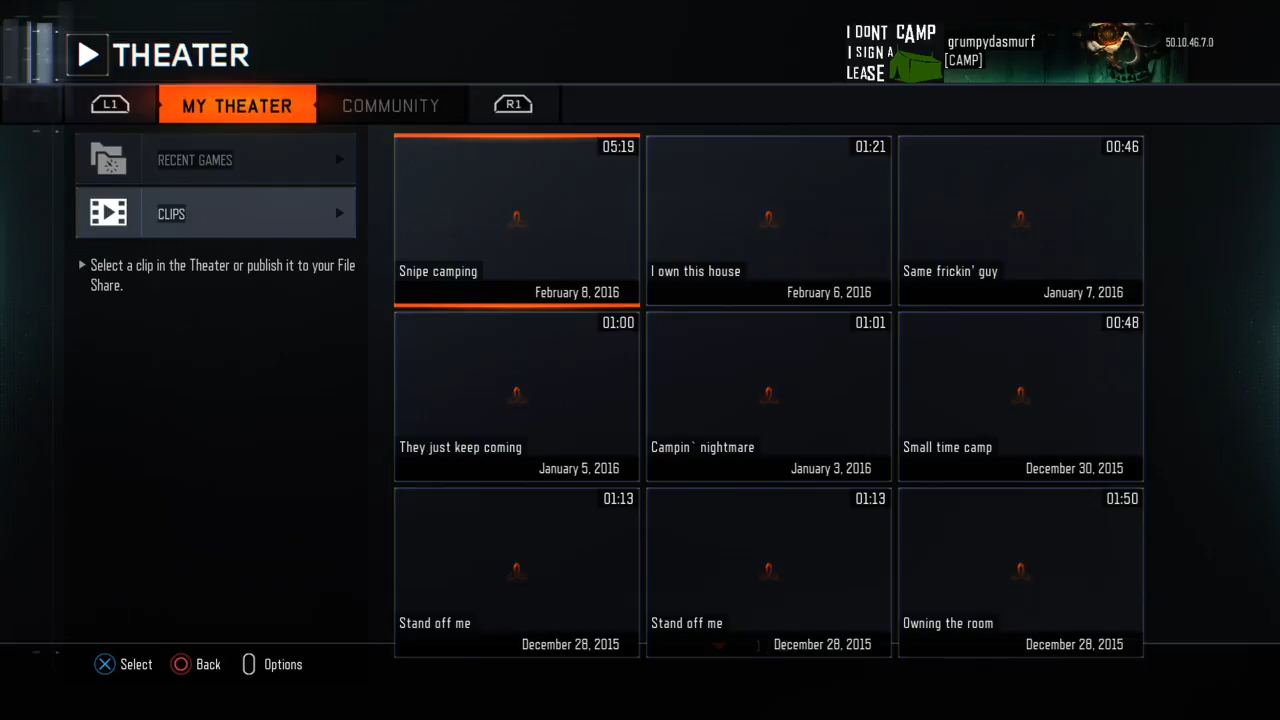 THEATER
I DONT CAMP
I SIGN A
LEASE
grumpydasmurf
[CAMP]
50.10.46.7.0
L1
MY THEATER
COMMUNITY
R1
RECENT GAMES
CLIPS
Select a clip in the Theater or publish it to your File
Share.
05:19
Snipe camping
February 8, 2016
01:21
I own this house
February 6, 2016
00:46
Same frickin' guy
January 7, 2016
01:00
They just keep coming
January 5, 2016
01:01
Campin` nightmare
January 3, 2016
00:48
Small time camp
December 30, 2015
01:13
Stand off me
December 28, 2015
01:13
Stand off me
December 28, 2015
01:50
Owning the room
December 28, 2015
Select
Back
Options